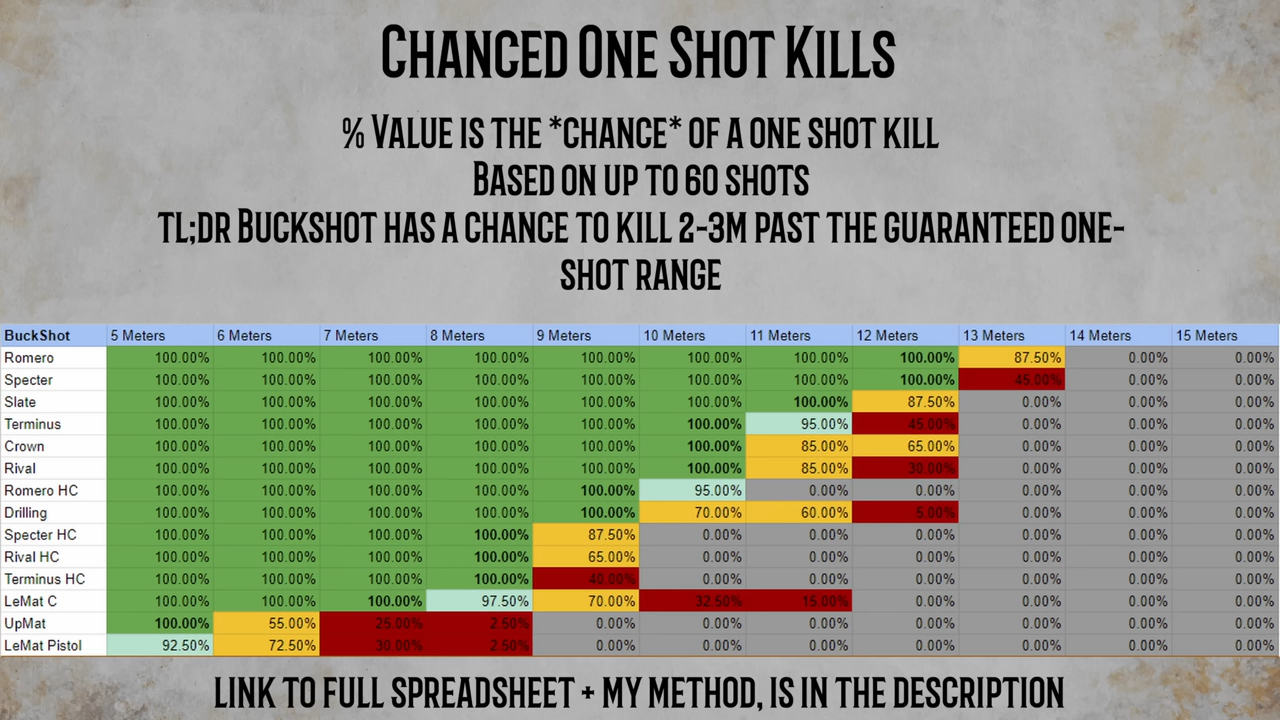 Chanced One Shot Kills
% Value is the *chance* of a one shot kill
Based on up to 60 shots
TL;DR Buckshot has a chance to kill 2-3m past the guaranteed one-
shot range
BuckShot 5 Meters 6 Meters 7 Meters 8 Meters 9 Meters 10 Meters 11 Meters 12 Meters 13 Meters 14 Meters 15 Meters
Romero 100.00% 100.00% 100.00% 100.00% 100.00% 100.00% 100.00% 100.00% 87.50% 0.00% 0.00%
Specter 100.00% 100.00% 100.00% 100.00% 100.00% 100.00% 100.00% 100.00% 45.00% 0.00% 0.00%
Slate 100.00% 100.00% 100.00% 100.00% 100.00% 100.00% 100.00% 87.50% 0.00% 0.00% 0.00%
Terminus 100.00% 100.00% 100.00% 100.00% 100.00% 100.00% 95.00% 45.00% 0.00% 0.00% 0.00%
Crown 100.00% 100.00% 100.00% 100.00% 100.00% 100.00% 85.00% 65.00% 0.00% 0.00% 0.00%
Rival 100.00% 100.00% 100.00% 100.00% 100.00% 100.00% 85.00% 30.00% 0.00% 0.00% 0.00%
Romero HC 100.00% 100.00% 100.00% 100.00% 100.00% 95.00% 0.00% 0.00% 0.00% 0.00% 0.00%
Drilling 100.00% 100.00% 100.00% 100.00% 100.00% 70.00% 60.00% 5.00% 0.00% 0.00% 0.00%
Specter HC 100.00% 100.00% 100.00% 100.00% 87.50% 0.00% 0.00% 0.00% 0.00% 0.00% 0.00%
Rival HC 100.00% 100.00% 100.00% 100.00% 65.00% 0.00% 0.00% 0.00% 0.00% 0.00% 0.00%
Terminus HC 100.00% 100.00% 100.00% 100.00% 40.00% 0.00% 0.00% 0.00% 0.00% 0.00% 0.00%
LeMat C 100.00% 100.00% 100.00% 97.50% 70.00% 32.50% 15.00% 0.00% 0.00% 0.00% 0.00%
UpMat 100.00% 55.00% 25.00% 2.50% 0.00% 0.00% 0.00% 0.00% 0.00% 0.00% 0.00%
LeMat Pistol 92.50% 72.50% 30.00% 2.50% 0.00% 0.00% 0.00% 0.00% 0.00% 0.00% 0.00%
Link to full spreadsheet + my method, is in the description